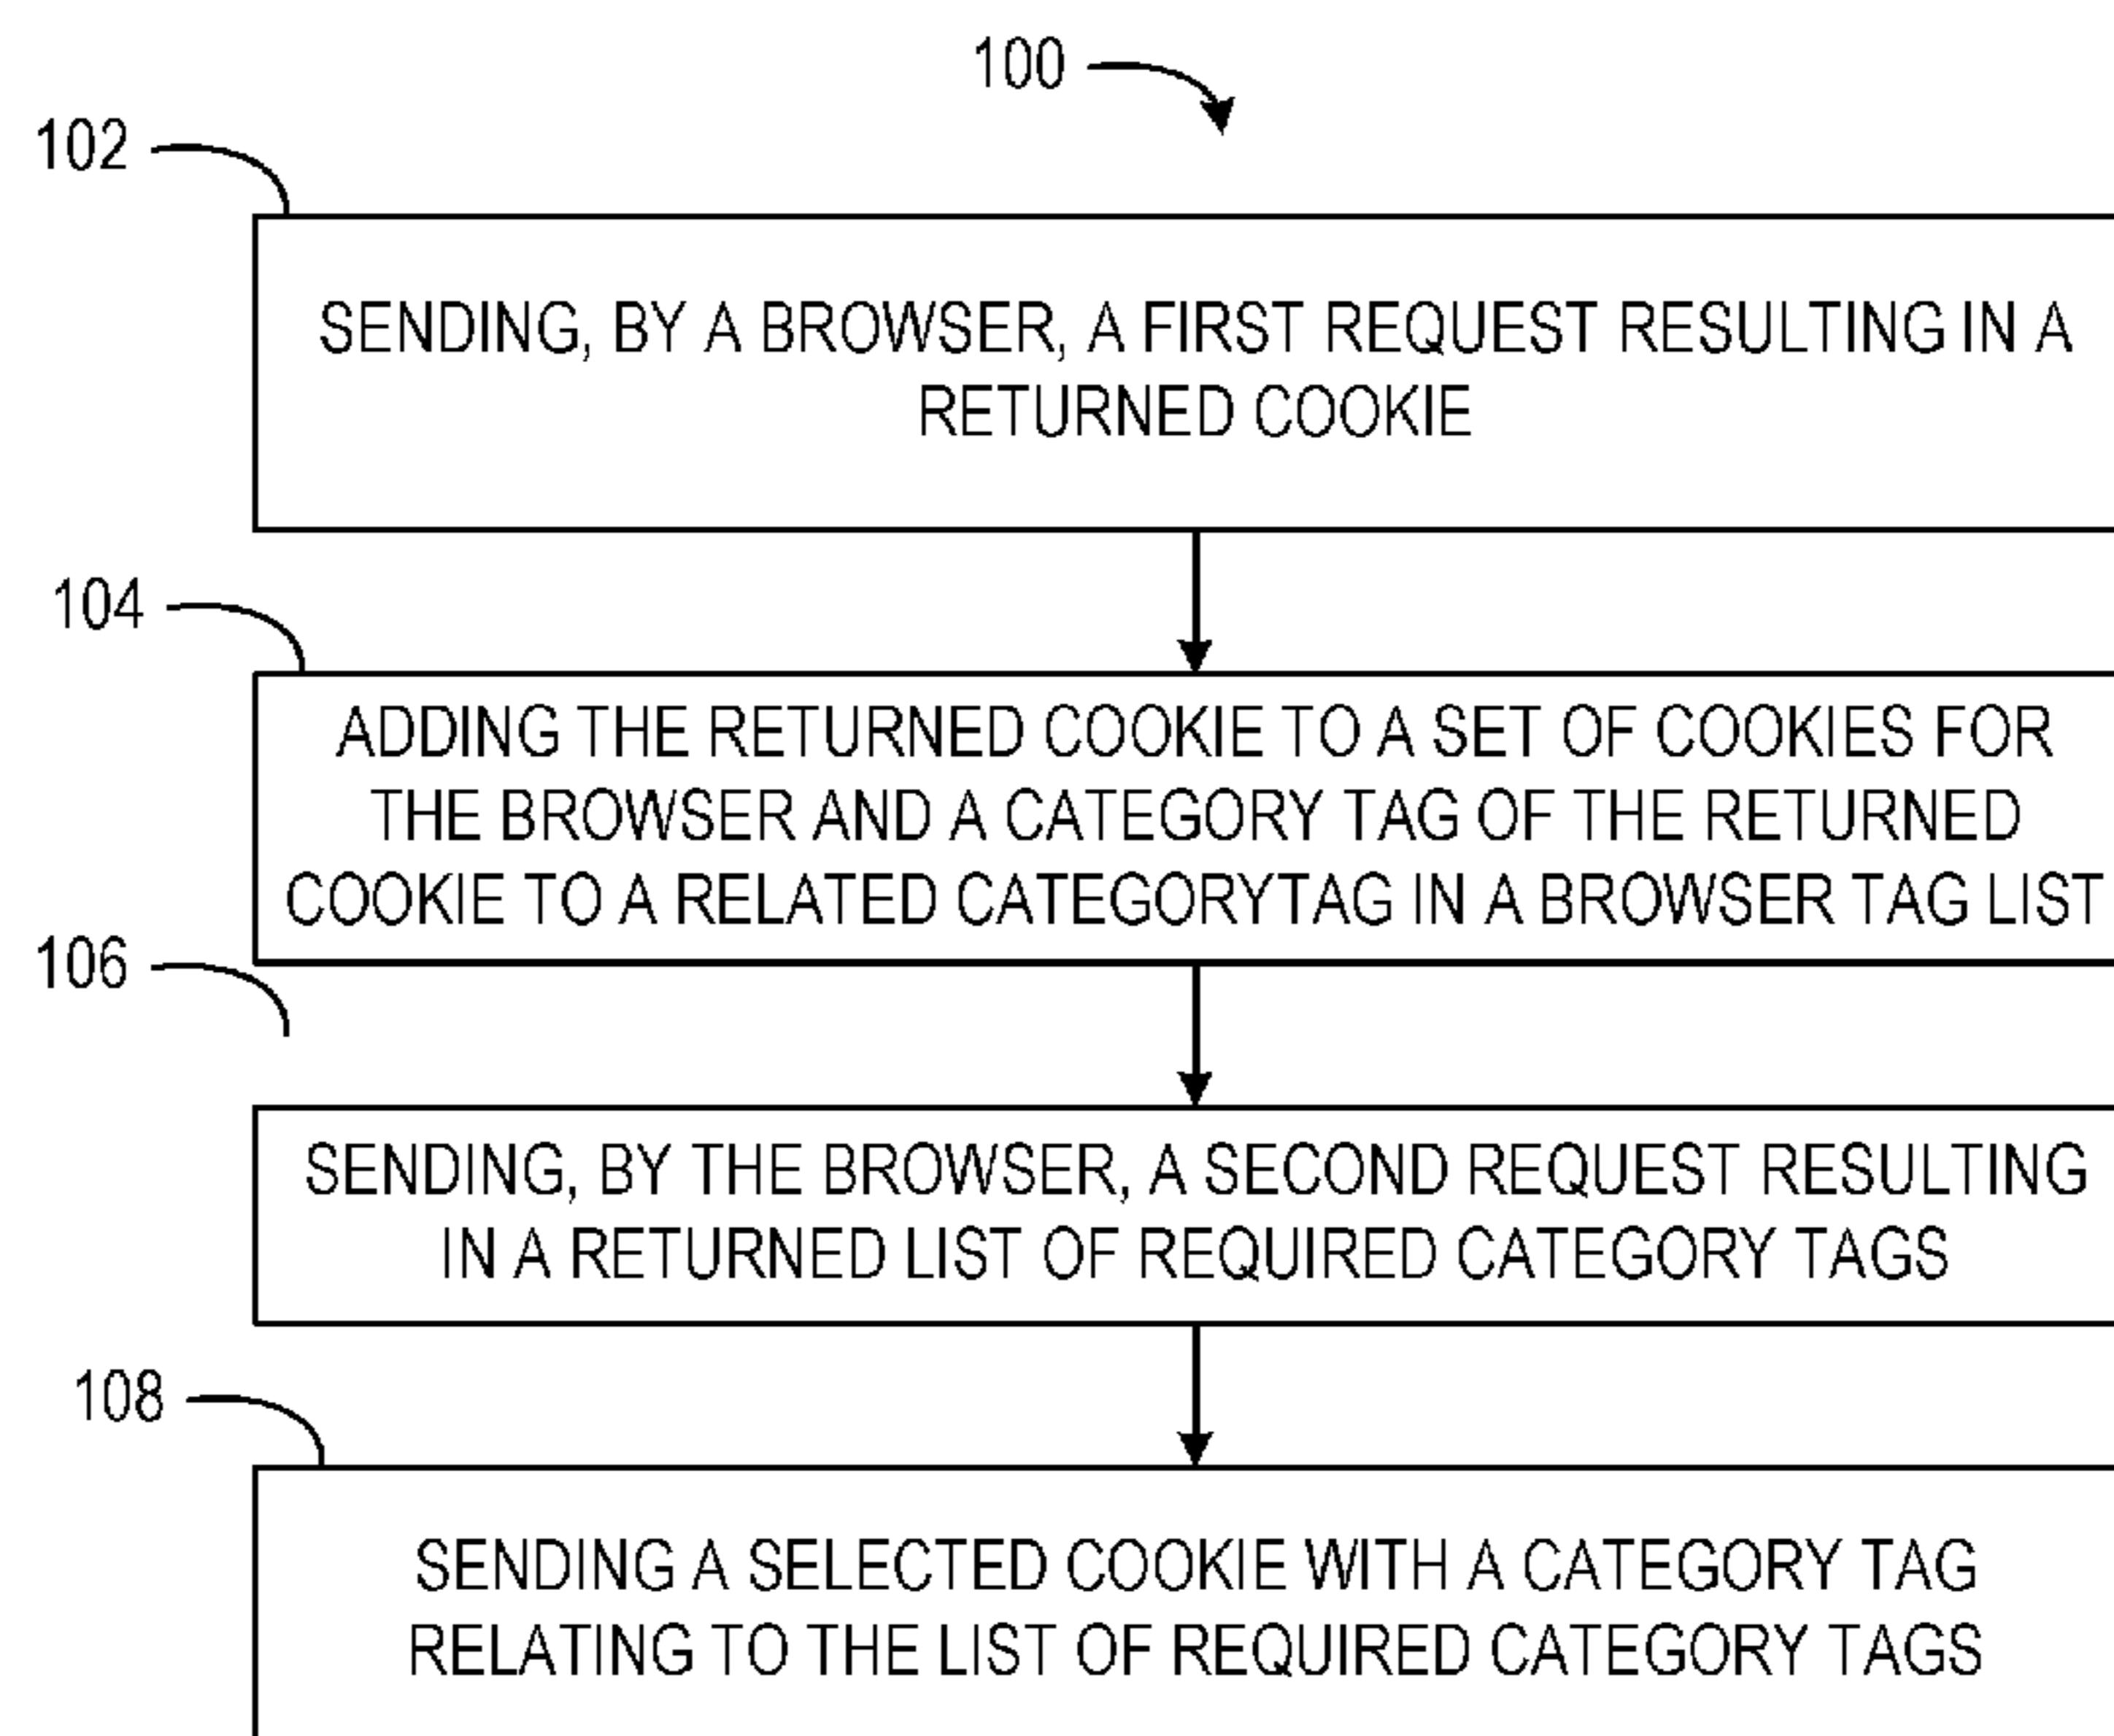 100
102
SENDING, BY A BROWSER, A FIRST REQUEST RESULTING IN A
RETURNED COOKIE
104
ADDING THE RETURNED COOKIE TO A SET OF COOKIES FOR
THE BROWSER AND A CATEGORY TAG OF THE RETURNED
COOKIE TO A RELATED CATEGORYTAG IN A BROWSER TAG LIST
106
SENDING, BY THE BROWSER, A SECOND REQUEST RESULTING
IN A RETURNED LIST OF REQUIRED CATEGORY TAGS
108
SENDING A SELECTED COOKIE WITH A CATEGORY TAG
RELATING TO THE LIST OF REQUIRED CATEGORY TAGS